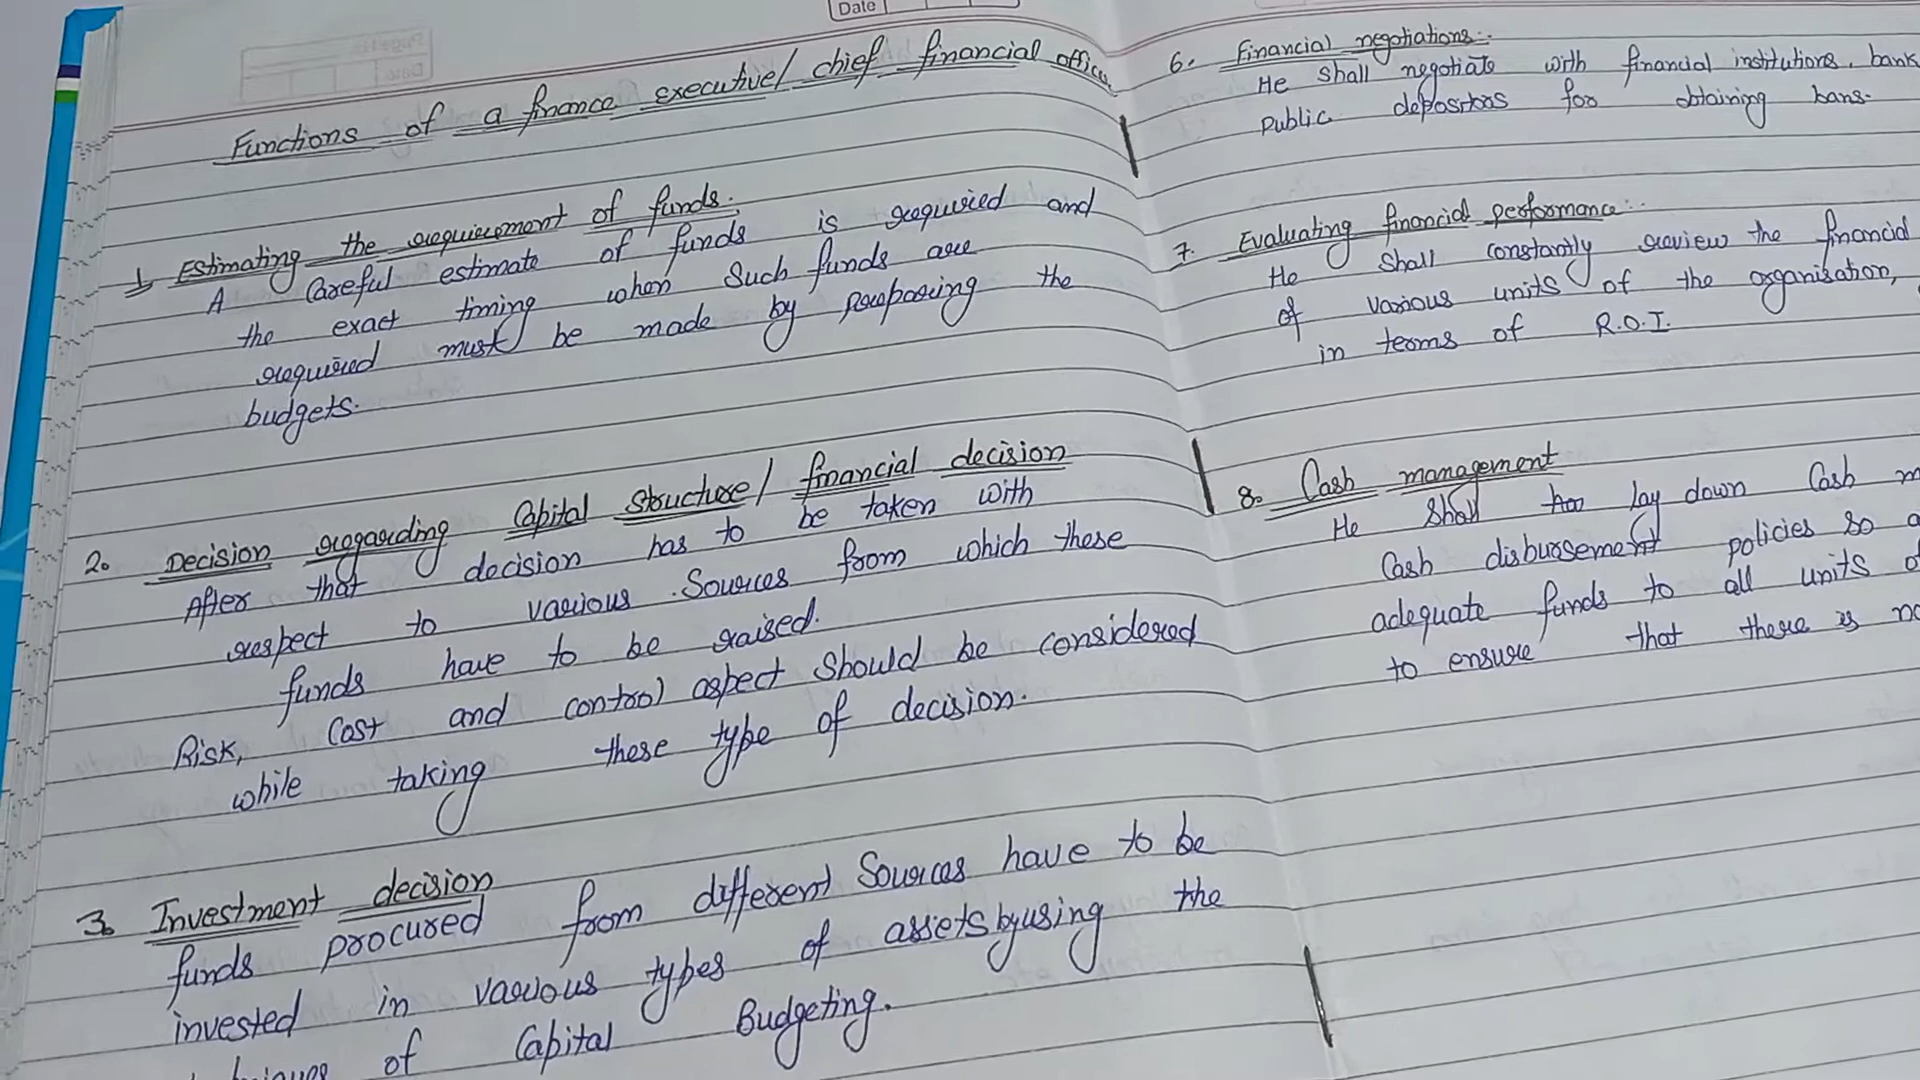 Date
Functions of a finance executive/ chief financial office
1. Estimating the requirement of funds.
A Careful estimate of funds is required and
the exact timing when Such funds are
required must be made by preparing the
budgets.
2. Decision regarding Capital Structure/ financial decision
After that decision has to be taken with
respect to various Sources from which these
funds have to be raised.
Risk, Cost and control aspect Should be considered
while taking these type of decision.
3. Investment decision
funds procured from different Sources have to be
invested in various types of assets by using the
of Capital Budgeting.
6. Financial negotiations:-
He Shall negotiate with financial institutions, bank
Public depositors for obtaining
7. Evaluating financial performance:-
He Shall constantly review the financial
of various units of the organisation,
in terms of R.O.I.
8. Cash management
He Shall lay down Cash
Cash disbursement policies so
adequate funds to all units
to ensure that there is